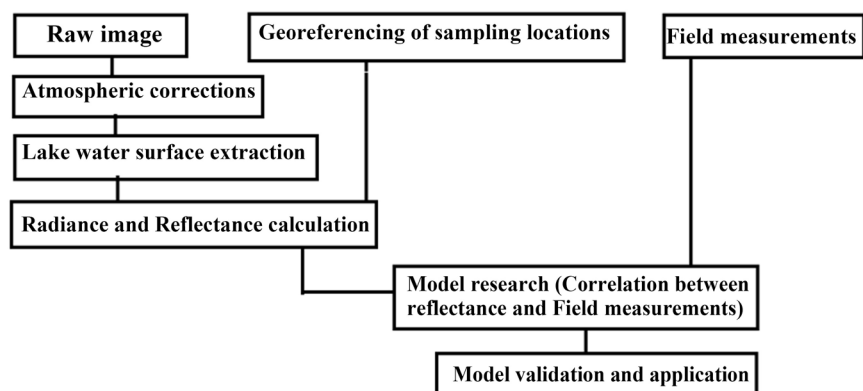 Raw image
Georeferencing of sampling locations
Field measurements
Atmospheric corrections
Lake water surface extraction
Radiance and Reflectance calculation
Model research (Correlation between
reflectance and Field measurements)
Model validation and application